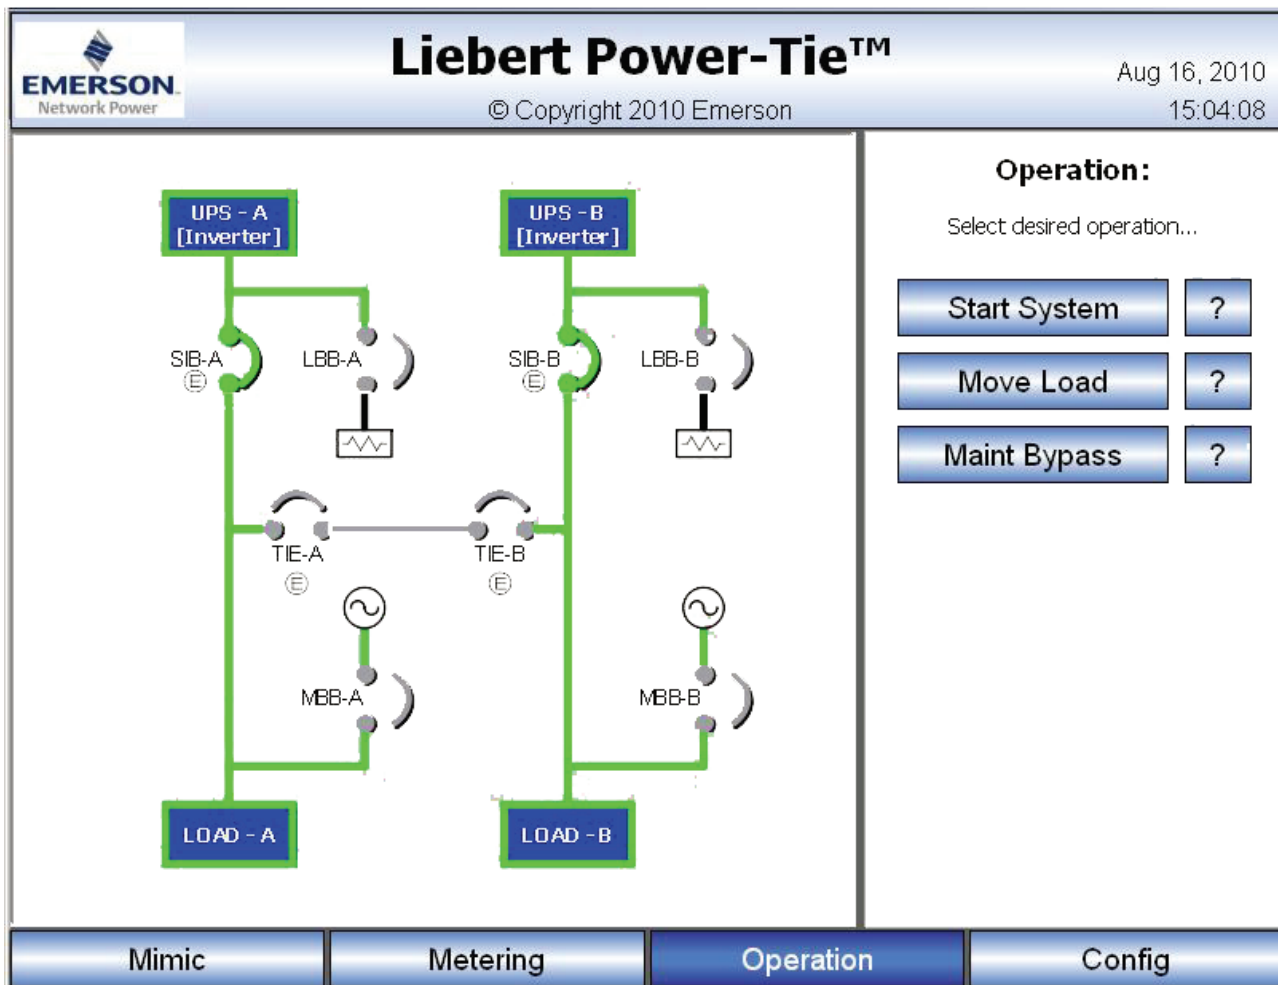 EMERSON
Network Power
Liebert Power-Tie™
© Copyright 2010 Emerson
Aug 16, 2010
15:04:08
UPS - A
[Inverter]
UPS - B
[Inverter]
SIB-A
E
LBB-A
SIB-B
E
LBB-B
TIE-A
E
TIE-B
E
MBB-A
MBB-B
LOAD - A
LOAD - B
Operation:
Select desired operation...
Start System
?
Move Load
?
Maint Bypass
?
Mimic
Metering
Operation
Config